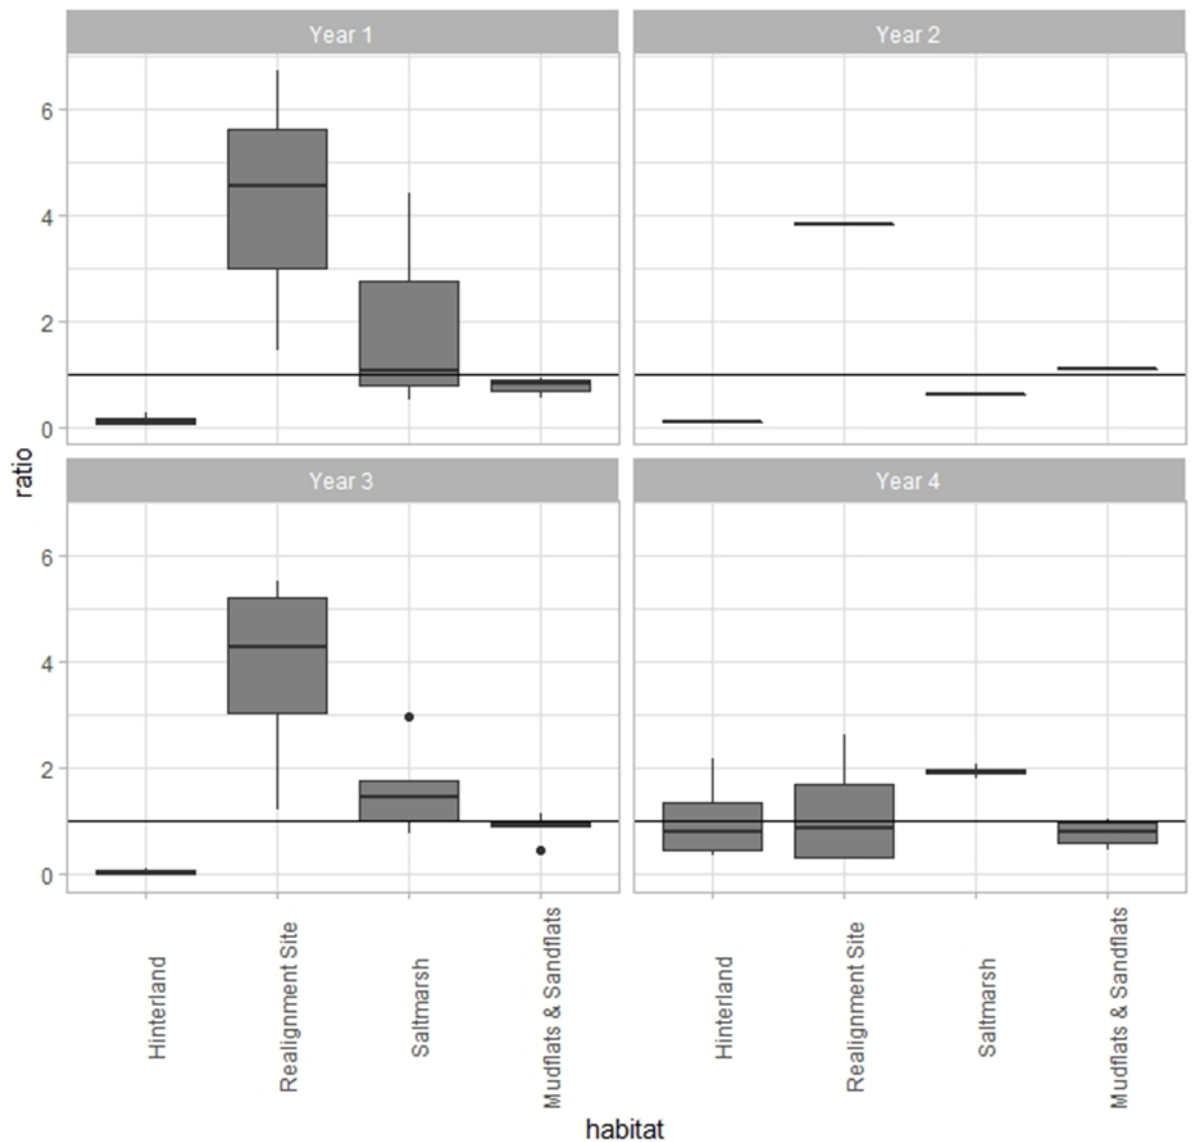 Year 1
Year 2
6
4
2
0
ratio
Year 3
Year 4
6
4
2
0
Hinterland
Realignment Site
Saltmarsh
Mudflats & Sandflats
Hinterland
Realignment Site
Saltmarsh
Mudflats & Sandflats
habitat